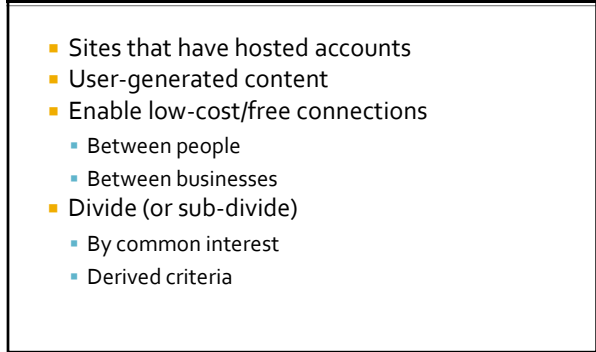 Sites that have hosted accounts
User-generated content
Enable low-cost/free connections
Between people
Between businesses
Divide (or sub-divide)
By common interest
Derived criteria